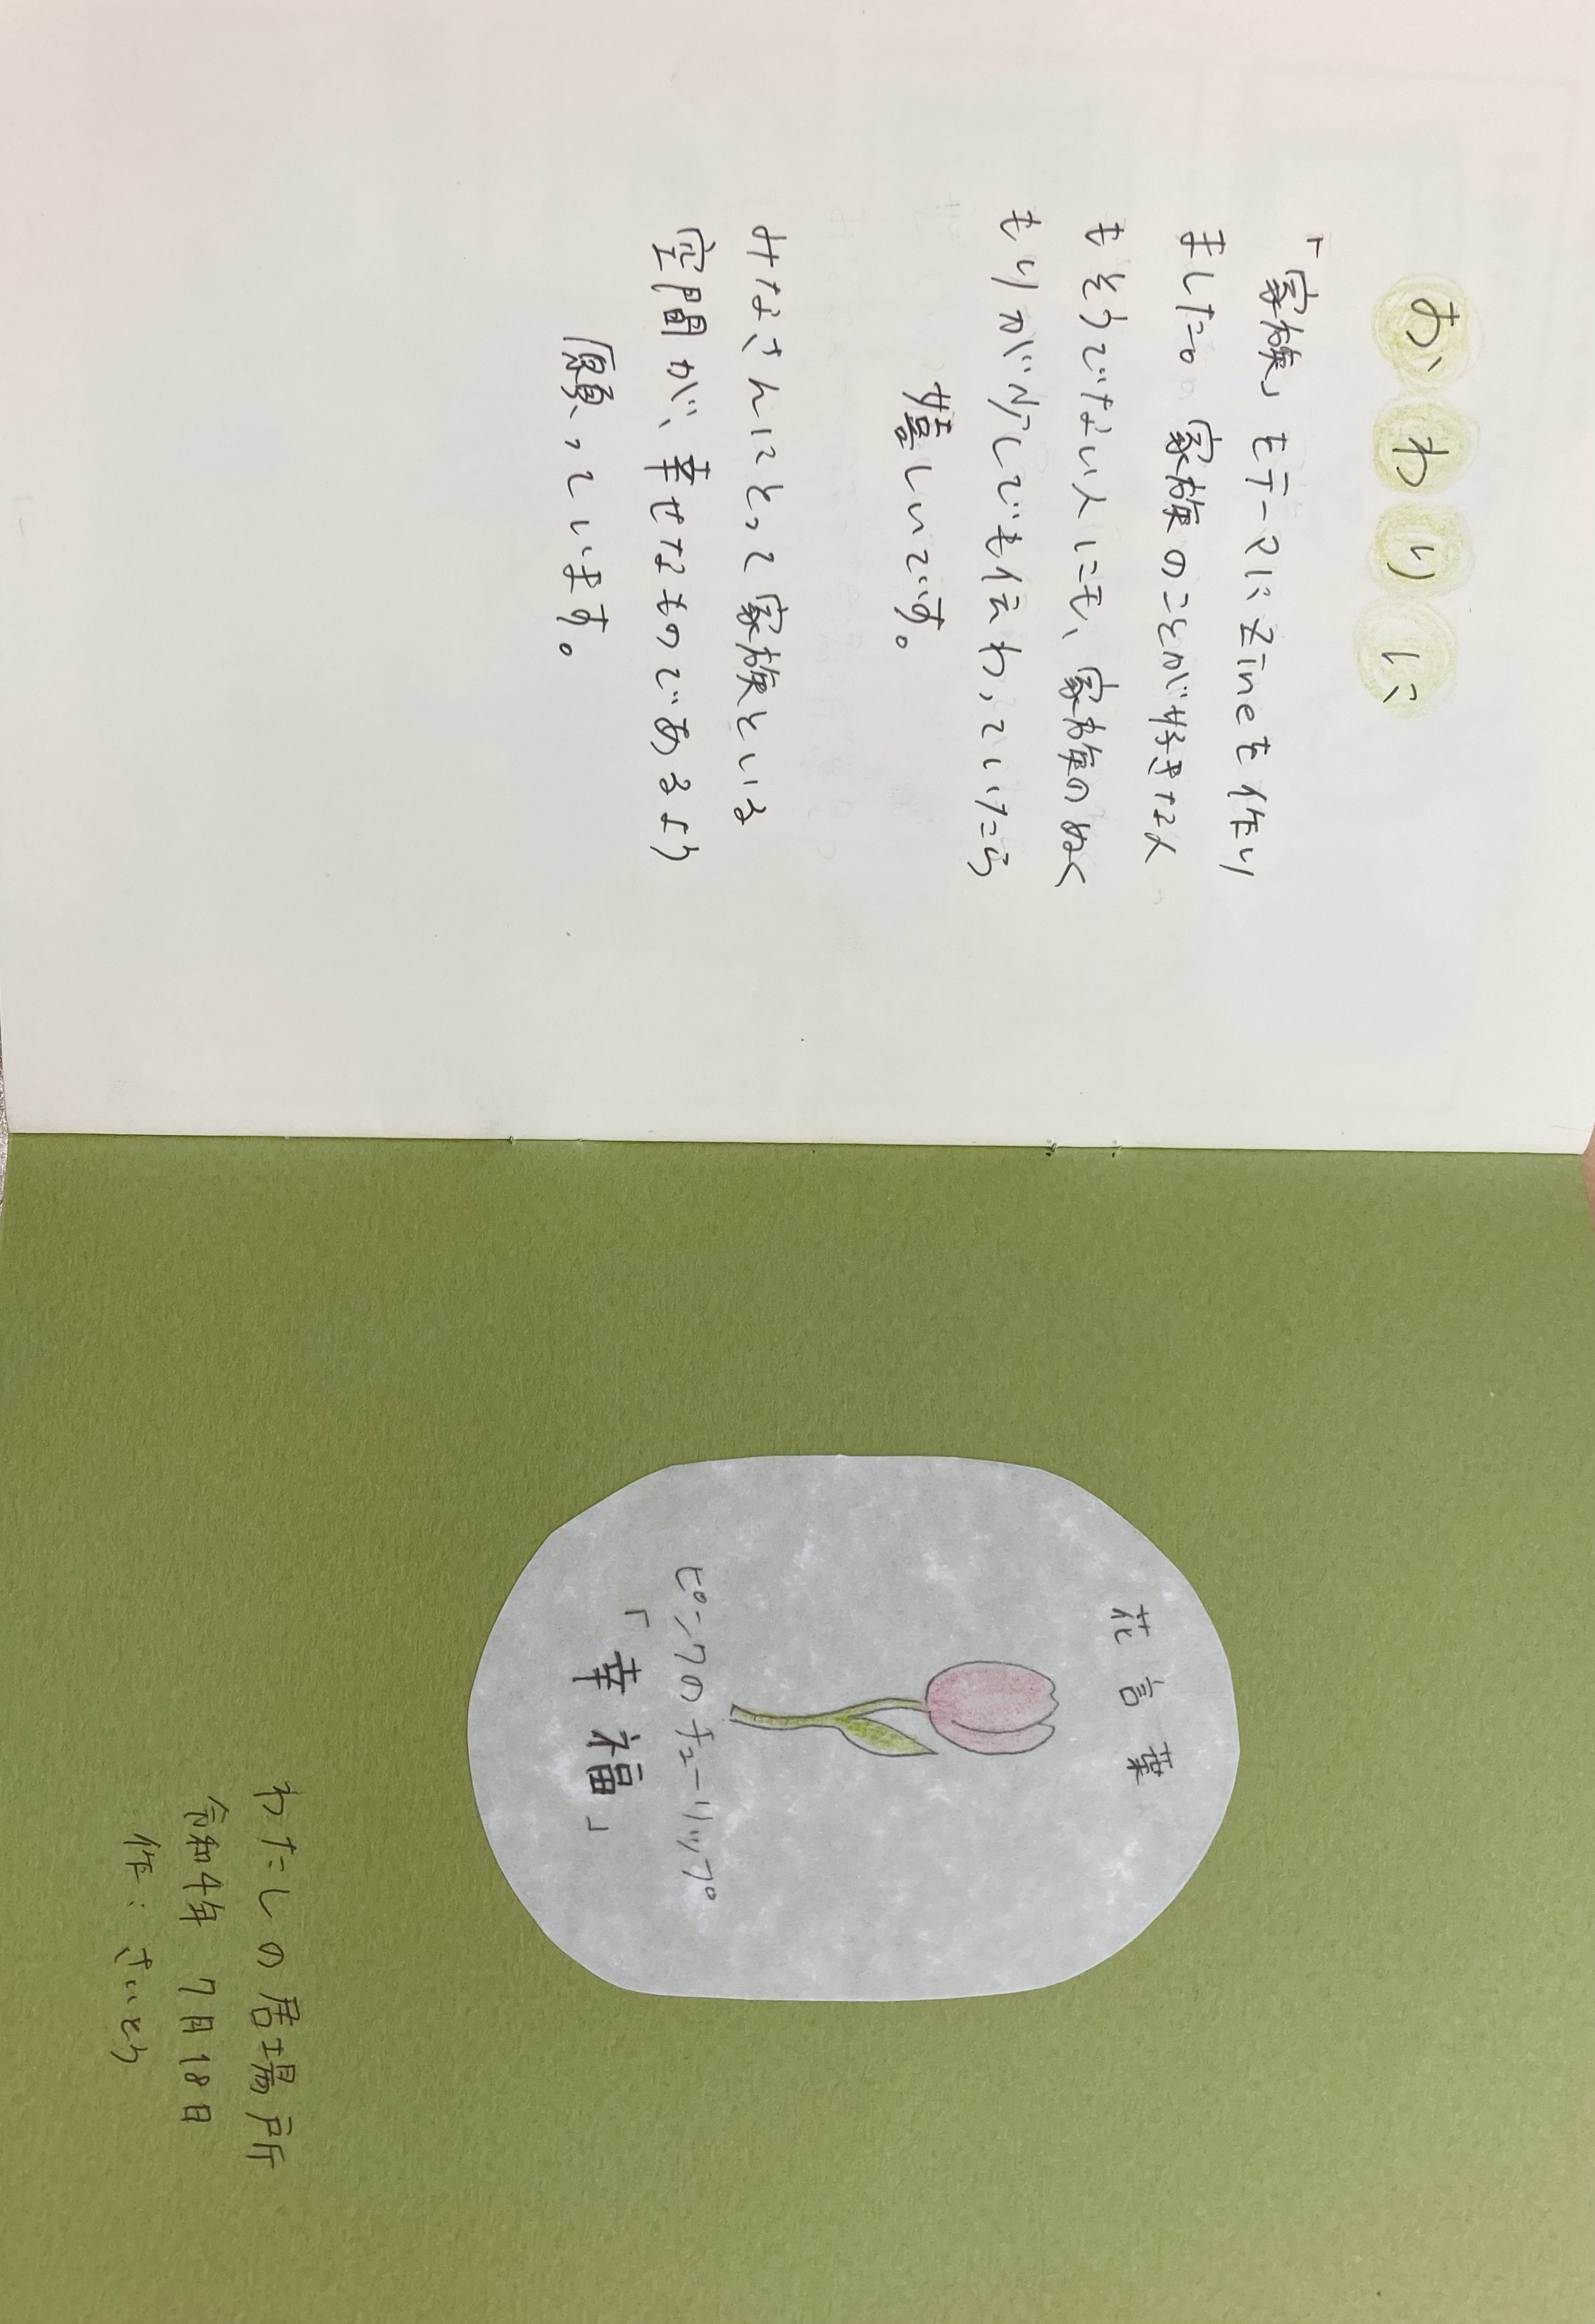 おわりに
「家族」をテーマにZineを作り
ました。家族のことが好きな人
もそうでない人にも、家族のぬく
もりが少しでも伝わっていたら
嬉しいです。
みなさんにとって家族という
空間が、幸せなものであるよう
願っています。
花言葉
ピンクのチューリップ
「幸福」
わたしの居場所
令和4年 7月18日
作：さいとう